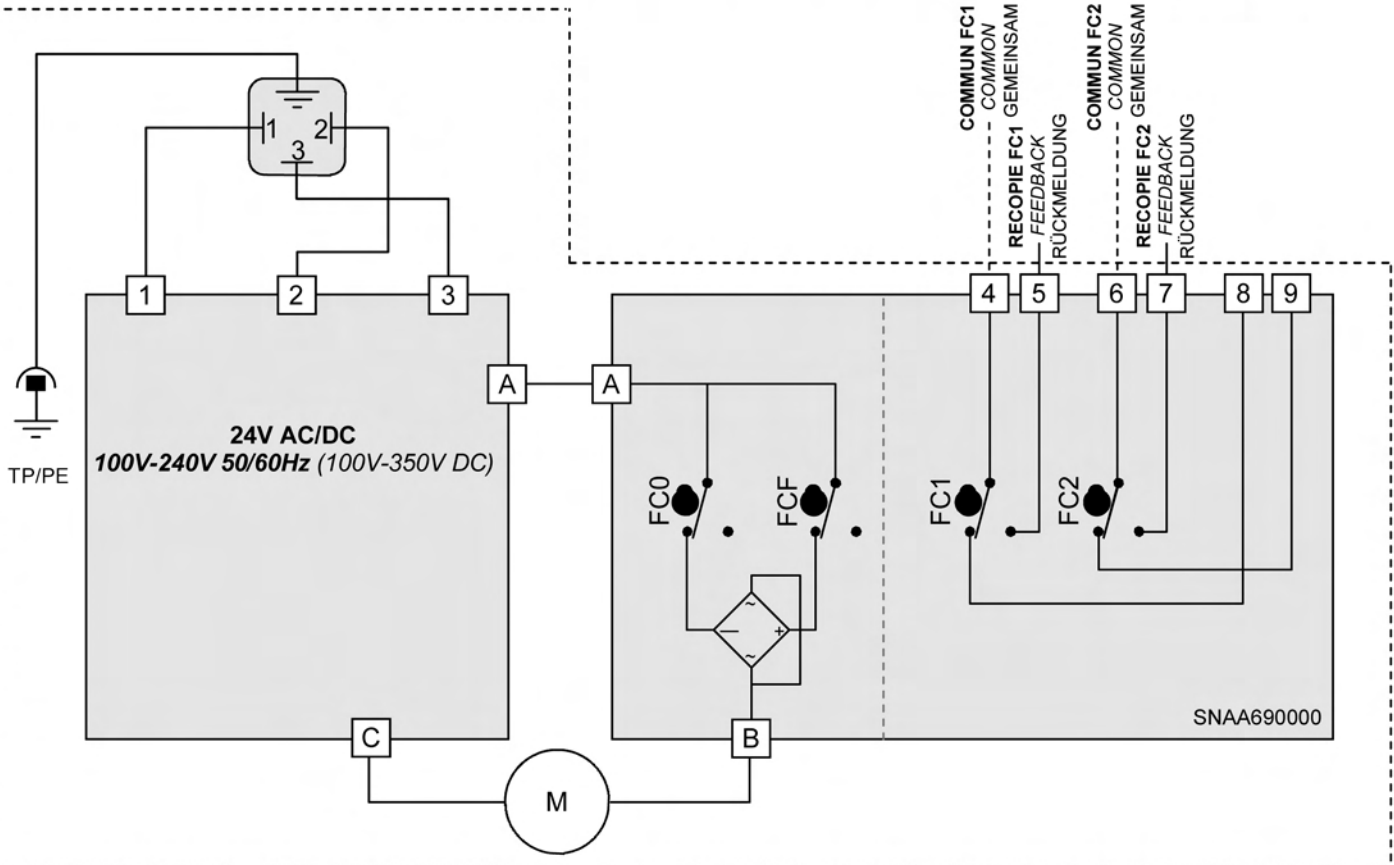 COMMUN FC1
COMMON
GEMEINSAM
RECOPIE FC1
FEEDBACK
RÜCKMELDUNG
COMMUN FC2
COMMON
GEMEINSAM
RECOPIE FC2
FEEDBACK
RÜCKMELDUNG
1 2
3
1 2 3
4 5 6 7 8 9
A A
24V AC/DC
100V-240V 50/60Hz (100V-350V DC)
TP/PE
FC0 FCF FC1 FC2
~
— +
~
SNAA690000
C B
M